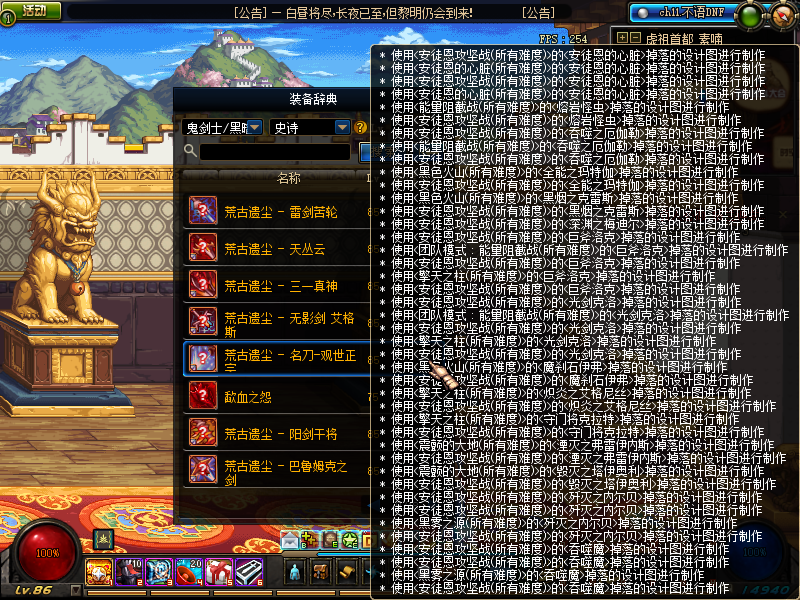 活动
[公告] — 白昼将尽,长夜已至,但黎明仍会到来!
[公告]
ch11.不语DNF
FPS : 254
虚祖首都 素喃
装备辞典
鬼剑士/黑暗
史诗
名称
荒古遗尘 - 雷剑苦轮
荒古遗尘 - 天丛云
荒古遗尘 - 三一真神
荒古遗尘 - 无影剑 艾格
斯
荒古遗尘 - 名刀-观世正
宗
歃血之怨
荒古遗尘 - 阳剑干将
荒古遗尘 - 巴鲁姆克之
剑
* 使用<安徒恩攻坚战(所有难度)>的<安徒恩的心脏>掉落的设计图进行制作
* 使用<安徒恩的心脏(所有难度)>的<安徒恩的心脏>掉落的设计图进行制作
* 使用<安徒恩攻坚战(所有难度)>的<安徒恩的心脏>掉落的设计图进行制作
* 使用<安徒恩的心脏(所有难度)>的<安徒恩的心脏>掉落的设计图进行制作
* 使用<能量阻截战(所有难度)>的<熔岩怪虫>掉落的设计图进行制作
* 使用<安徒恩攻坚战(所有难度)>的<熔岩怪虫>掉落的设计图进行制作
* 使用<安徒恩攻坚战(所有难度)>的<吞噬之厄伽勒>掉落的设计图进行制作
* 使用<能量阻截战(所有难度)>的<吞噬之厄伽勒>掉落的设计图进行制作
* 使用<安徒恩攻坚战(所有难度)>的<吞噬之厄伽勒>掉落的设计图进行制作
* 使用<黑色火山(所有难度)>的<全能之玛特伽>掉落的设计图进行制作
* 使用<安徒恩攻坚战(所有难度)>的<全能之玛特伽>掉落的设计图进行制作
* 使用<黑色火山(所有难度)>的<黑烟之克雷斯>掉落的设计图进行制作
* 使用<安徒恩攻坚战(所有难度)>的<黑烟之克雷斯>掉落的设计图进行制作
* 使用<安徒恩攻坚战(所有难度)>的<深渊之梅迪尔>掉落的设计图进行制作
* 使用<安徒恩攻坚战(所有难度)>的<巨斧洛克>掉落的设计图进行制作
* 使用<团队模式：能量阻截战(所有难度)>的<巨斧洛克>掉落的设计图进行制作
* 使用<安徒恩攻坚战(所有难度)>的<巨斧洛克>掉落的设计图进行制作
* 使用<擎天之柱(所有难度)>的<巨斧洛克>掉落的设计图进行制作
* 使用<安徒恩攻坚战(所有难度)>的<光剑克洛>掉落的设计图进行制作
* 使用<团队模式：能量阻截战(所有难度)>的<光剑克洛>掉落的设计图进行制作
* 使用<安徒恩攻坚战(所有难度)>的<光剑克洛>掉落的设计图进行制作
* 使用<擎天之柱(所有难度)>的<光剑克洛>掉落的设计图进行制作
* 使用<安徒恩攻坚战(所有难度)>的<光剑克洛>掉落的设计图进行制作
* 使用<黑 山(所有难度)>的<魔刹石伊弗>掉落的设计图进行制作
* 使用 攻坚战(所有难度)>的<魔刹石伊弗>掉落的设计图进行制作
* 使用<擎天之柱(所有难度)>的<炽炎之艾格尼丝>掉落的设计图进行制作
* 使用<安徒恩攻坚战(所有难度)>的<炽炎之艾格尼丝>掉落的设计图进行制作
* 使用<擎天之柱(所有难度)>的<守门将克拉特>掉落的设计图进行制作
* 使用<安徒恩攻坚战(所有难度)>的<守门将克拉特>掉落的设计图进行制作
* 使用<震颤的大地(所有难度)>的<湮灭之弗雷伊内斯>掉落的设计图进行制作
* 使用<安徒恩攻坚战(所有难度)>的<湮灭之弗雷伊内斯>掉落的设计图进行制作
* 使用<震颤的大地(所有难度)>的<毁灭之塔伊奥利>掉落的设计图进行制作
* 使用<安徒恩攻坚战(所有难度)>的<毁灭之塔伊奥利>掉落的设计图进行制作
* 使用<安徒恩攻坚战(所有难度)>的<歼灭之内尔贝>掉落的设计图进行制作
* 使用<安徒恩攻坚战(所有难度)>的<歼灭之内尔贝>掉落的设计图进行制作
* 使用<黑雾之源(所有难度)>的<歼灭之内尔贝>掉落的设计图进行制作
* 使用<安徒恩攻坚战(所有难度)>的<歼灭之内尔贝>掉落的设计图进行制作
* 使用<安徒恩攻坚战(所有难度)>的<吞噬魔>掉落的设计图进行制作
* 使用<安徒恩攻坚战(所有难度)>的<吞噬魔>掉落的设计图进行制作
* 使用<黑雾之源(所有难度)>的<吞噬魔>掉落的设计图进行制作
* 使用<安徒恩攻坚战(所有难度)>的<吞噬魔>掉落的设计图进行制作
100%
Lv.86
10
20
100%